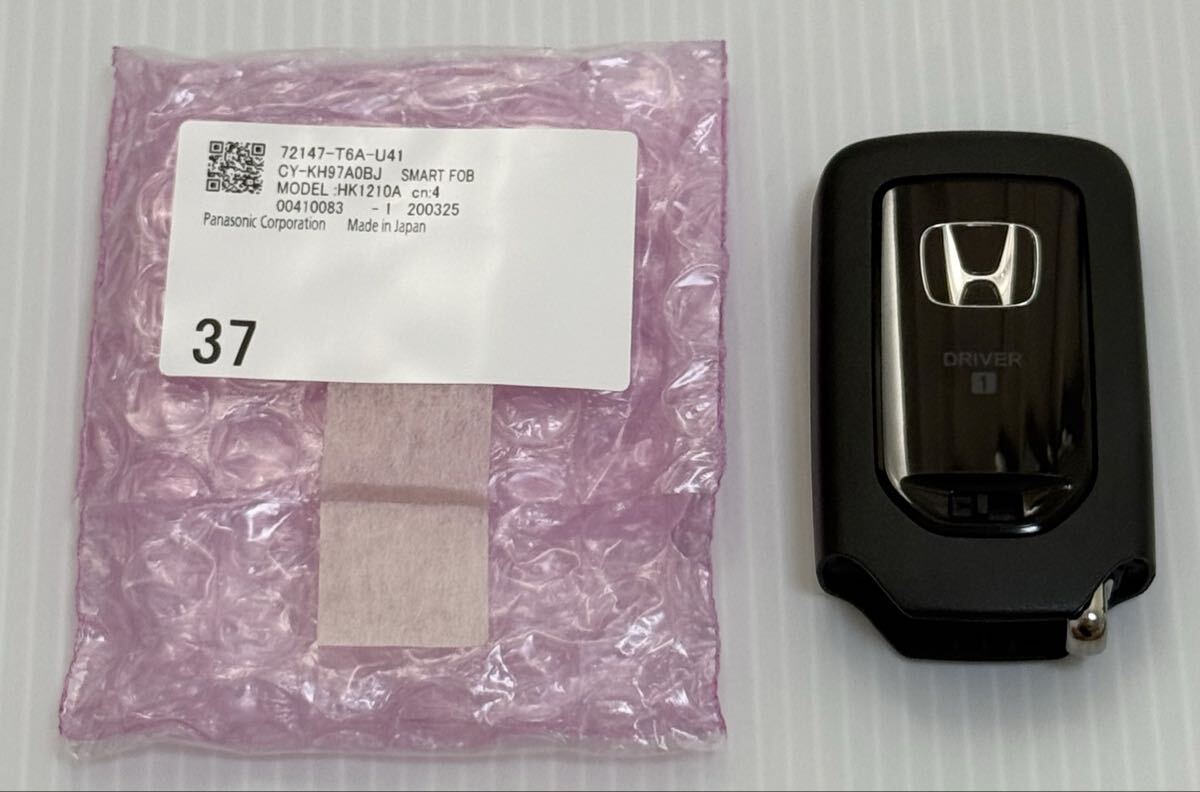 72147-T6A-U41
CY-KH97A0BJ SMART FOB
MODEL :HK1210A cn:4
00410083 -1 200325
Panasonic Corporation Made in Japan
37
DRIVER
1